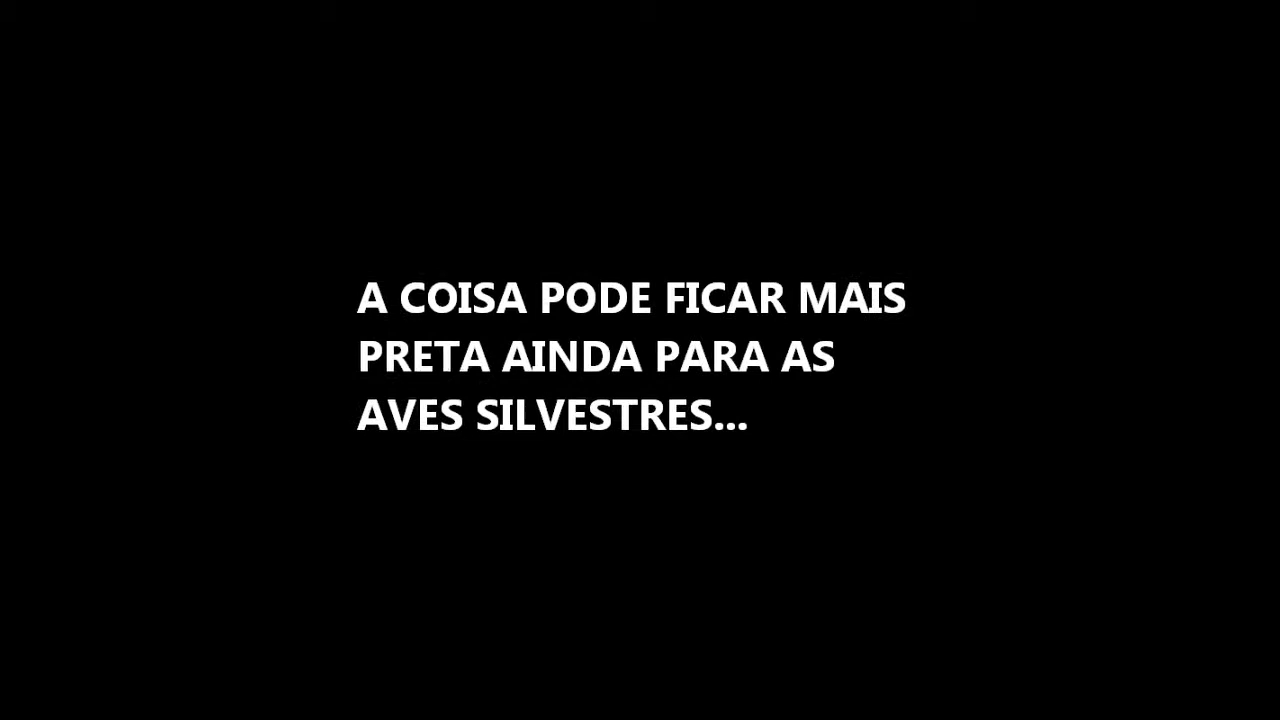 A COISA PODE FICAR MAIS
PRETA AINDA PARA AS
AVES SILVESTRES...